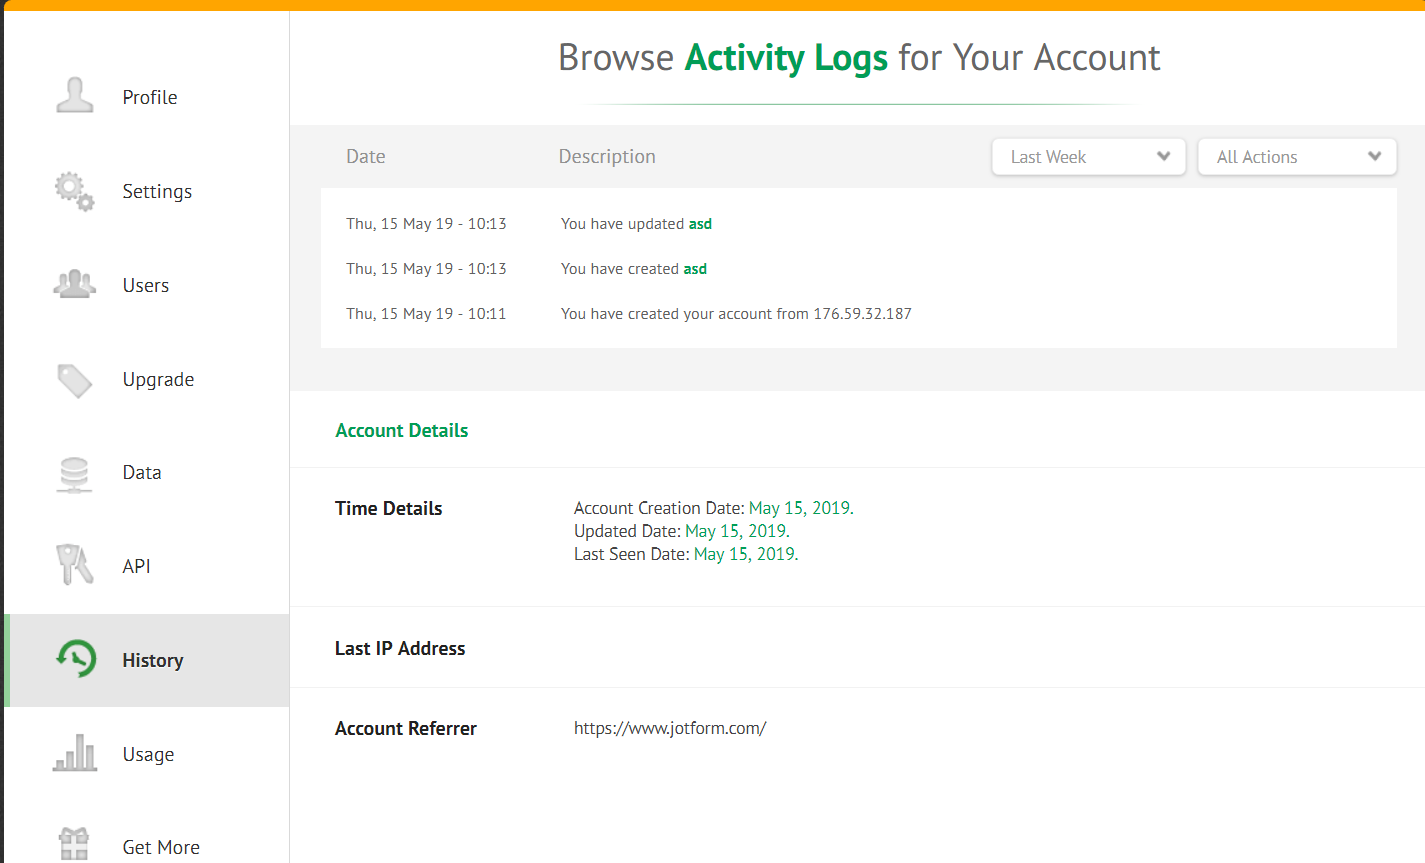 Browse Activity Logs for Your Account
Profile
Settings
Users
Upgrade
Data
API
History
Usage
Get More
Date Description Last Week All Actions
Thu, 15 May 19 - 10:13 You have updated asd
Thu, 15 May 19 - 10:13 You have created asd
Thu, 15 May 19 - 10:11 You have created your account from 176.59.32.187
Account Details
Time Details Account Creation Date: May 15, 2019.
Updated Date: May 15, 2019.
Last Seen Date: May 15, 2019.
Last IP Address
Account Referrer https://www.jotform.com/